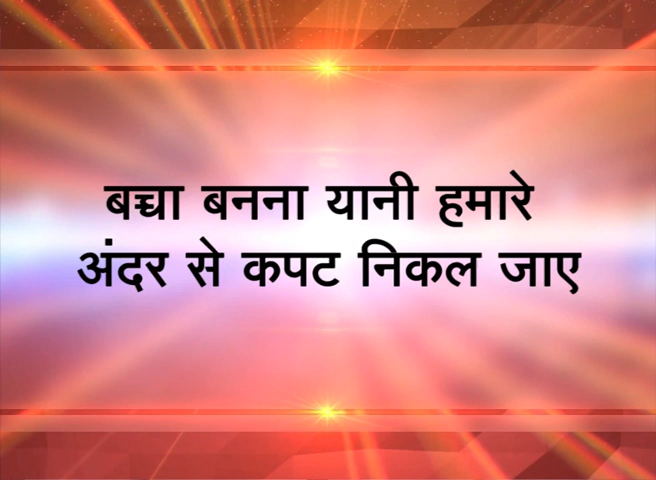 बच्चा बनना यानी हमारे
अंदर से कपट निकल जाए